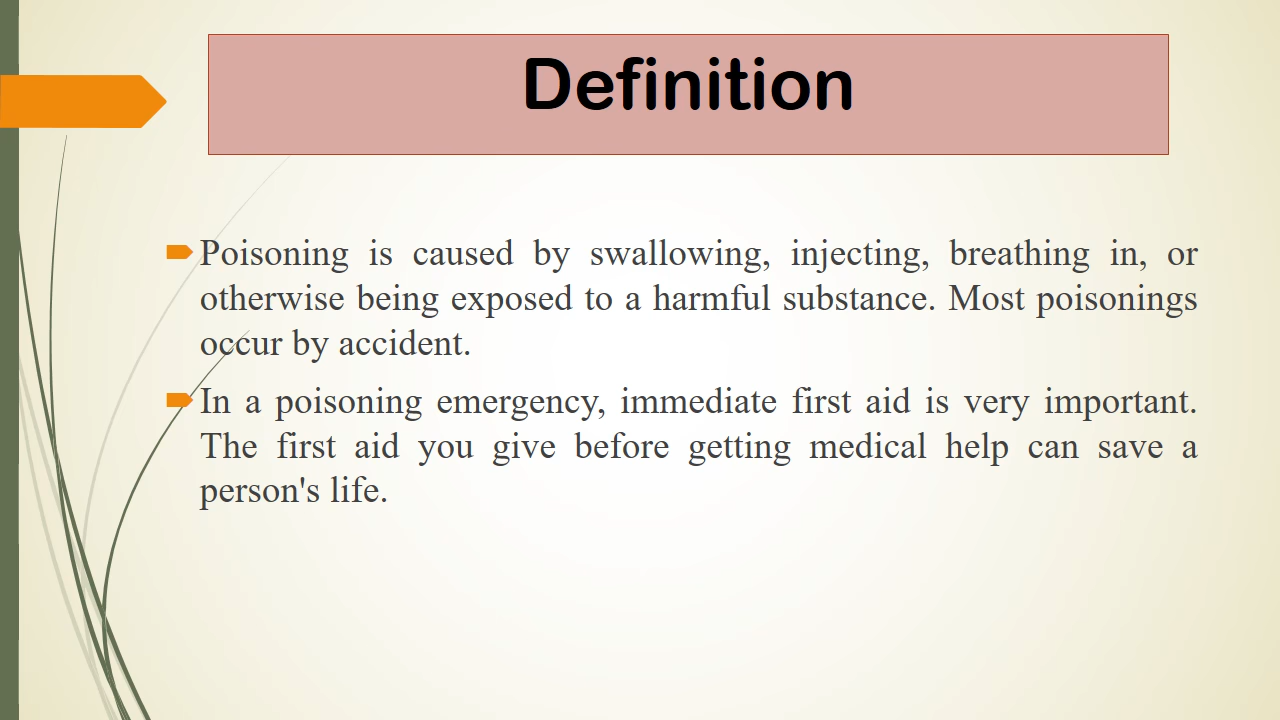 Definition
Poisoning is caused by swallowing, injecting, breathing in, or
otherwise being exposed to a harmful substance. Most poisonings
occur by accident.
In a poisoning emergency, immediate first aid is very important.
The first aid you give before getting medical help can save a
person's life.